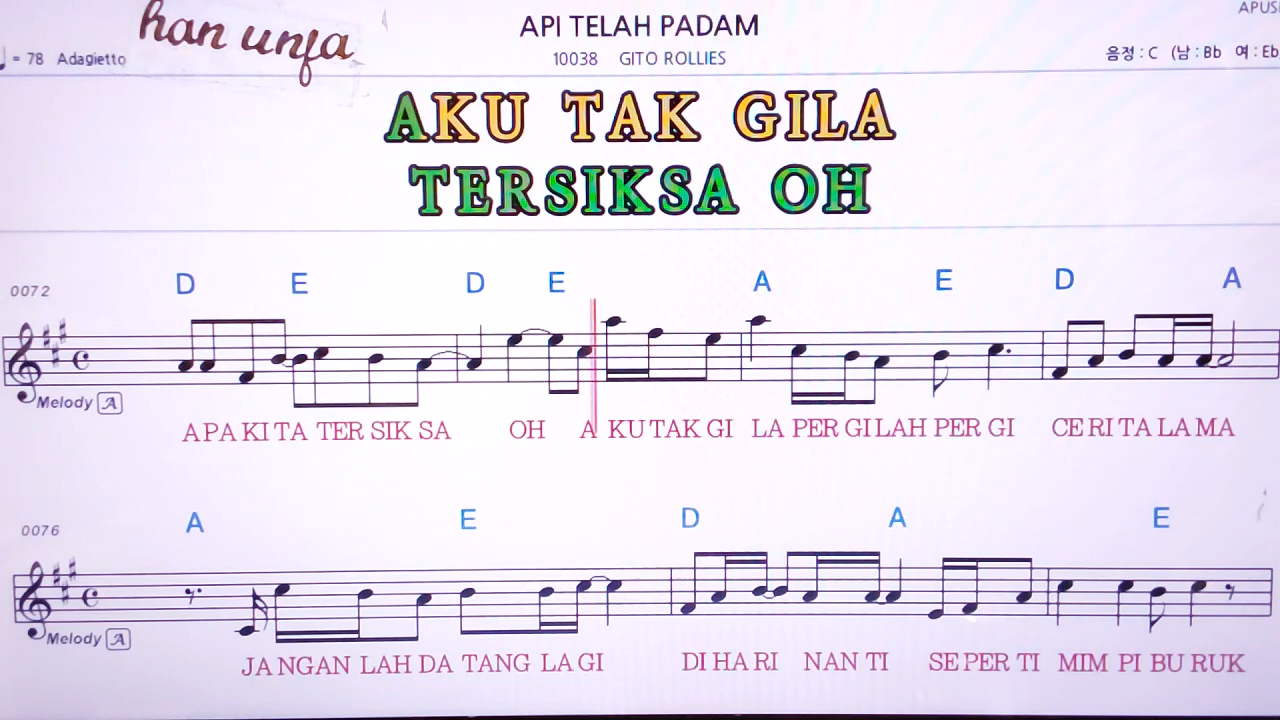 han unfa
API TELAH PADAM
= 78 Adagietto
10038 GITO ROLLIES
음정 : C (남 : Bb 여 : Eb
AKU TAK GILA
TERSIKSA OH
0072
D E D E A E D A
Melody A
A PA KI TA TER SIK SA OH A KU TAK GI LA PER GI LAH PER GI CE RI TA LA MA
0076
A E D A E
Melody A
JA NGAN LAH DA TANG LA GI DI HA RI NAN TI SE PER TI MIM PI BU RUK